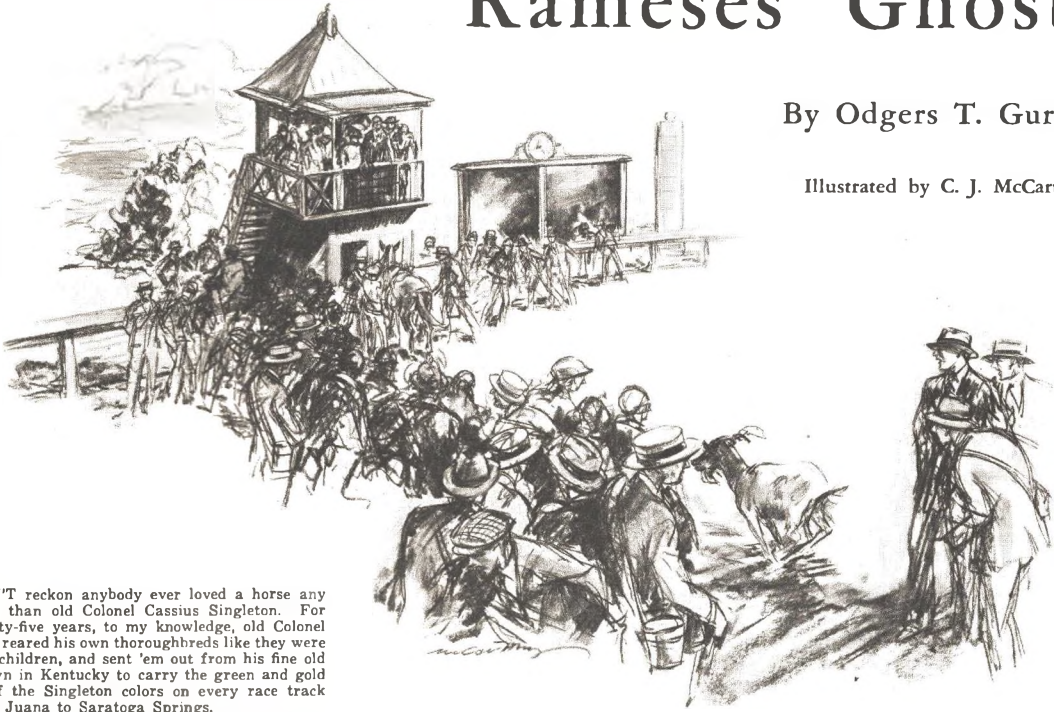 Rameses' Ghost
By Odgers T. Gur
Illustrated by C. J. McCar
'T reckon anybody ever loved a horse any
than old Colonel Cassius Singleton. For
ty-five years, to my knowledge, old Colonel
reared his own thoroughbreds like they were
children, and sent 'em out from his fine old
n in Kentucky to carry the green and gold
f the Singleton colors on every race track
Juana to Saratoga Springs.